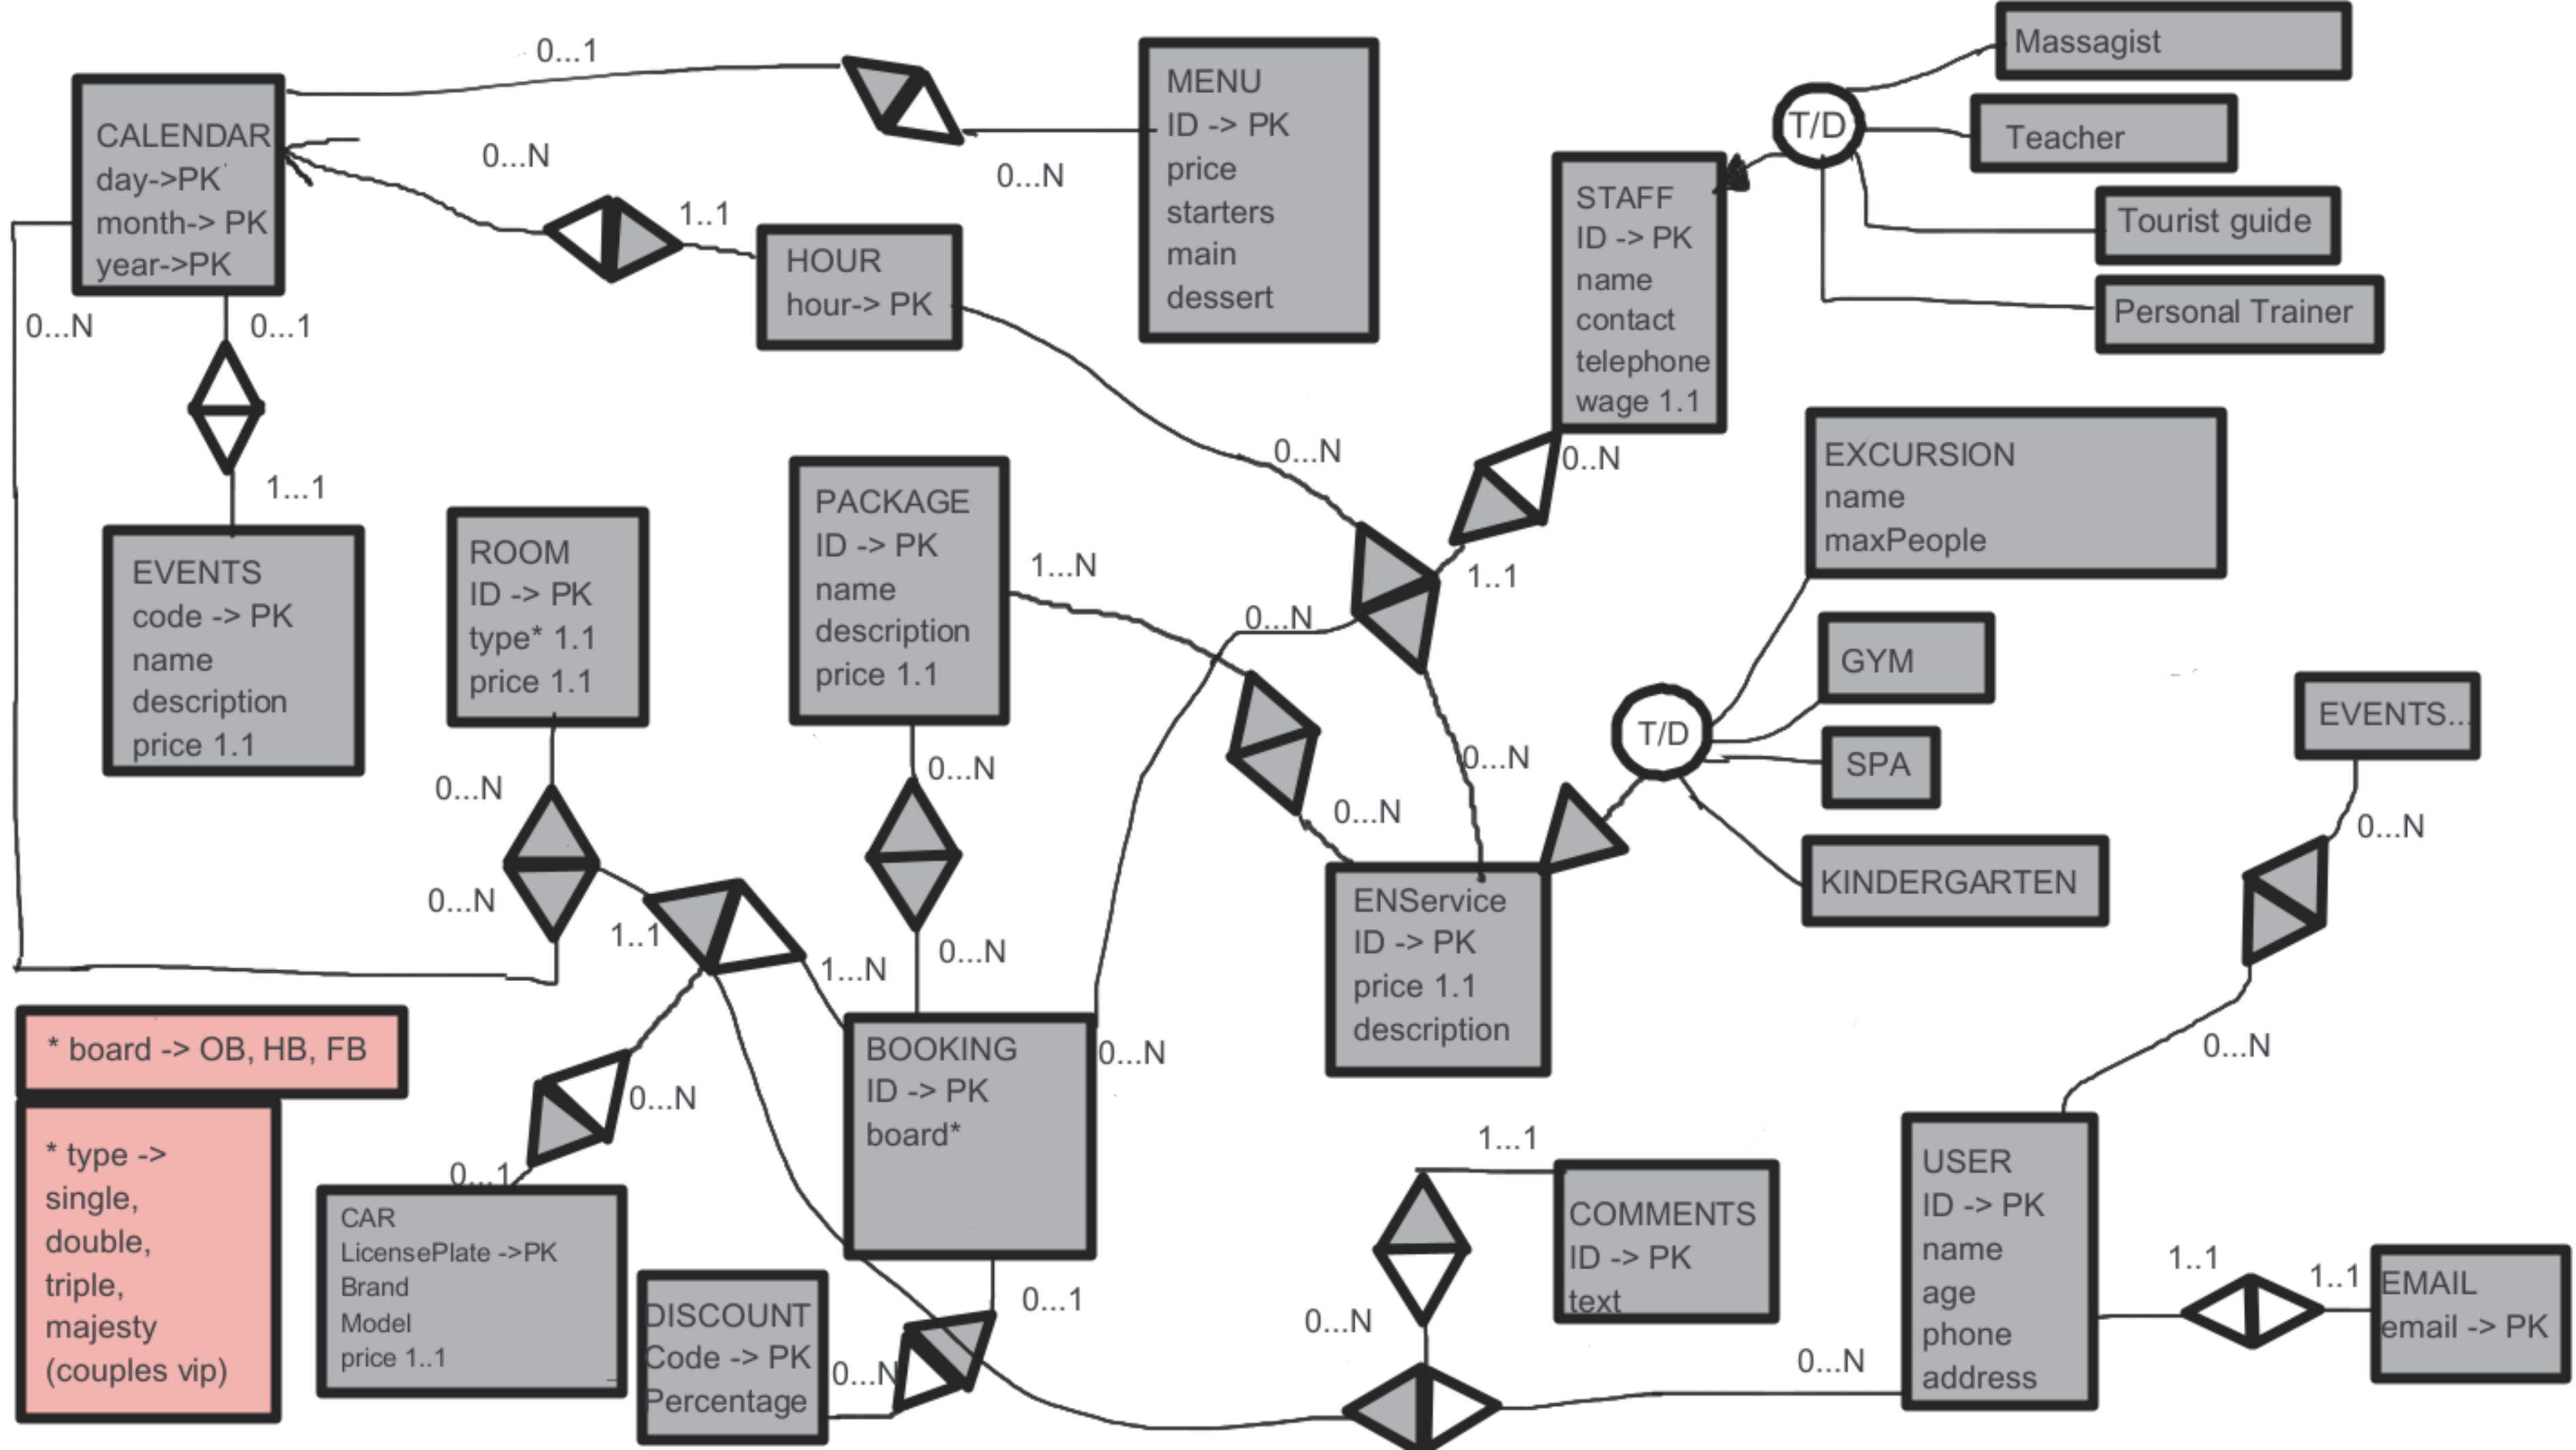 0...1
CALENDAR
day->PK
month-> PK
year->PK
0...N
1..1
HOUR
hour-> PK
0...N
MENU
ID -> PK
price
starters
main
dessert
STAFF
ID -> PK
name
contact
telephone
wage 1.1
T/D
Massagist
Teacher
Tourist guide
Personal Trainer
0...N
0...1
1...1
EVENTS
code -> PK
name
description
price 1.1
ROOM
ID -> PK
type* 1.1
price 1.1
PACKAGE
ID -> PK
name
description
price 1.1
1...N
0...N
0..N
1..1
0...N
0...N
0...N
EXCURSION
name
maxPeople
GYM
SPA
KINDERGARTEN
T/D
EVENTS...
0...N
0...N
0...N
0...N
0...N
0...N
1..1
1...N
ENService
ID -> PK
price 1.1
description
BOOKING
ID -> PK
board*
0...N
* board -> OB, HB, FB
* type ->
single,
double,
triple,
majesty
(couples vip)
0...N
0...1
CAR
LicensePlate ->PK
Brand
Model
price 1..1
DISCOUNT
Code -> PK
Percentage
0...N
0...1
1...1
COMMENTS
ID -> PK
text
0...N
0...N
USER
ID -> PK
name
age
phone
address
1..1
1..1
EMAIL
email -> PK